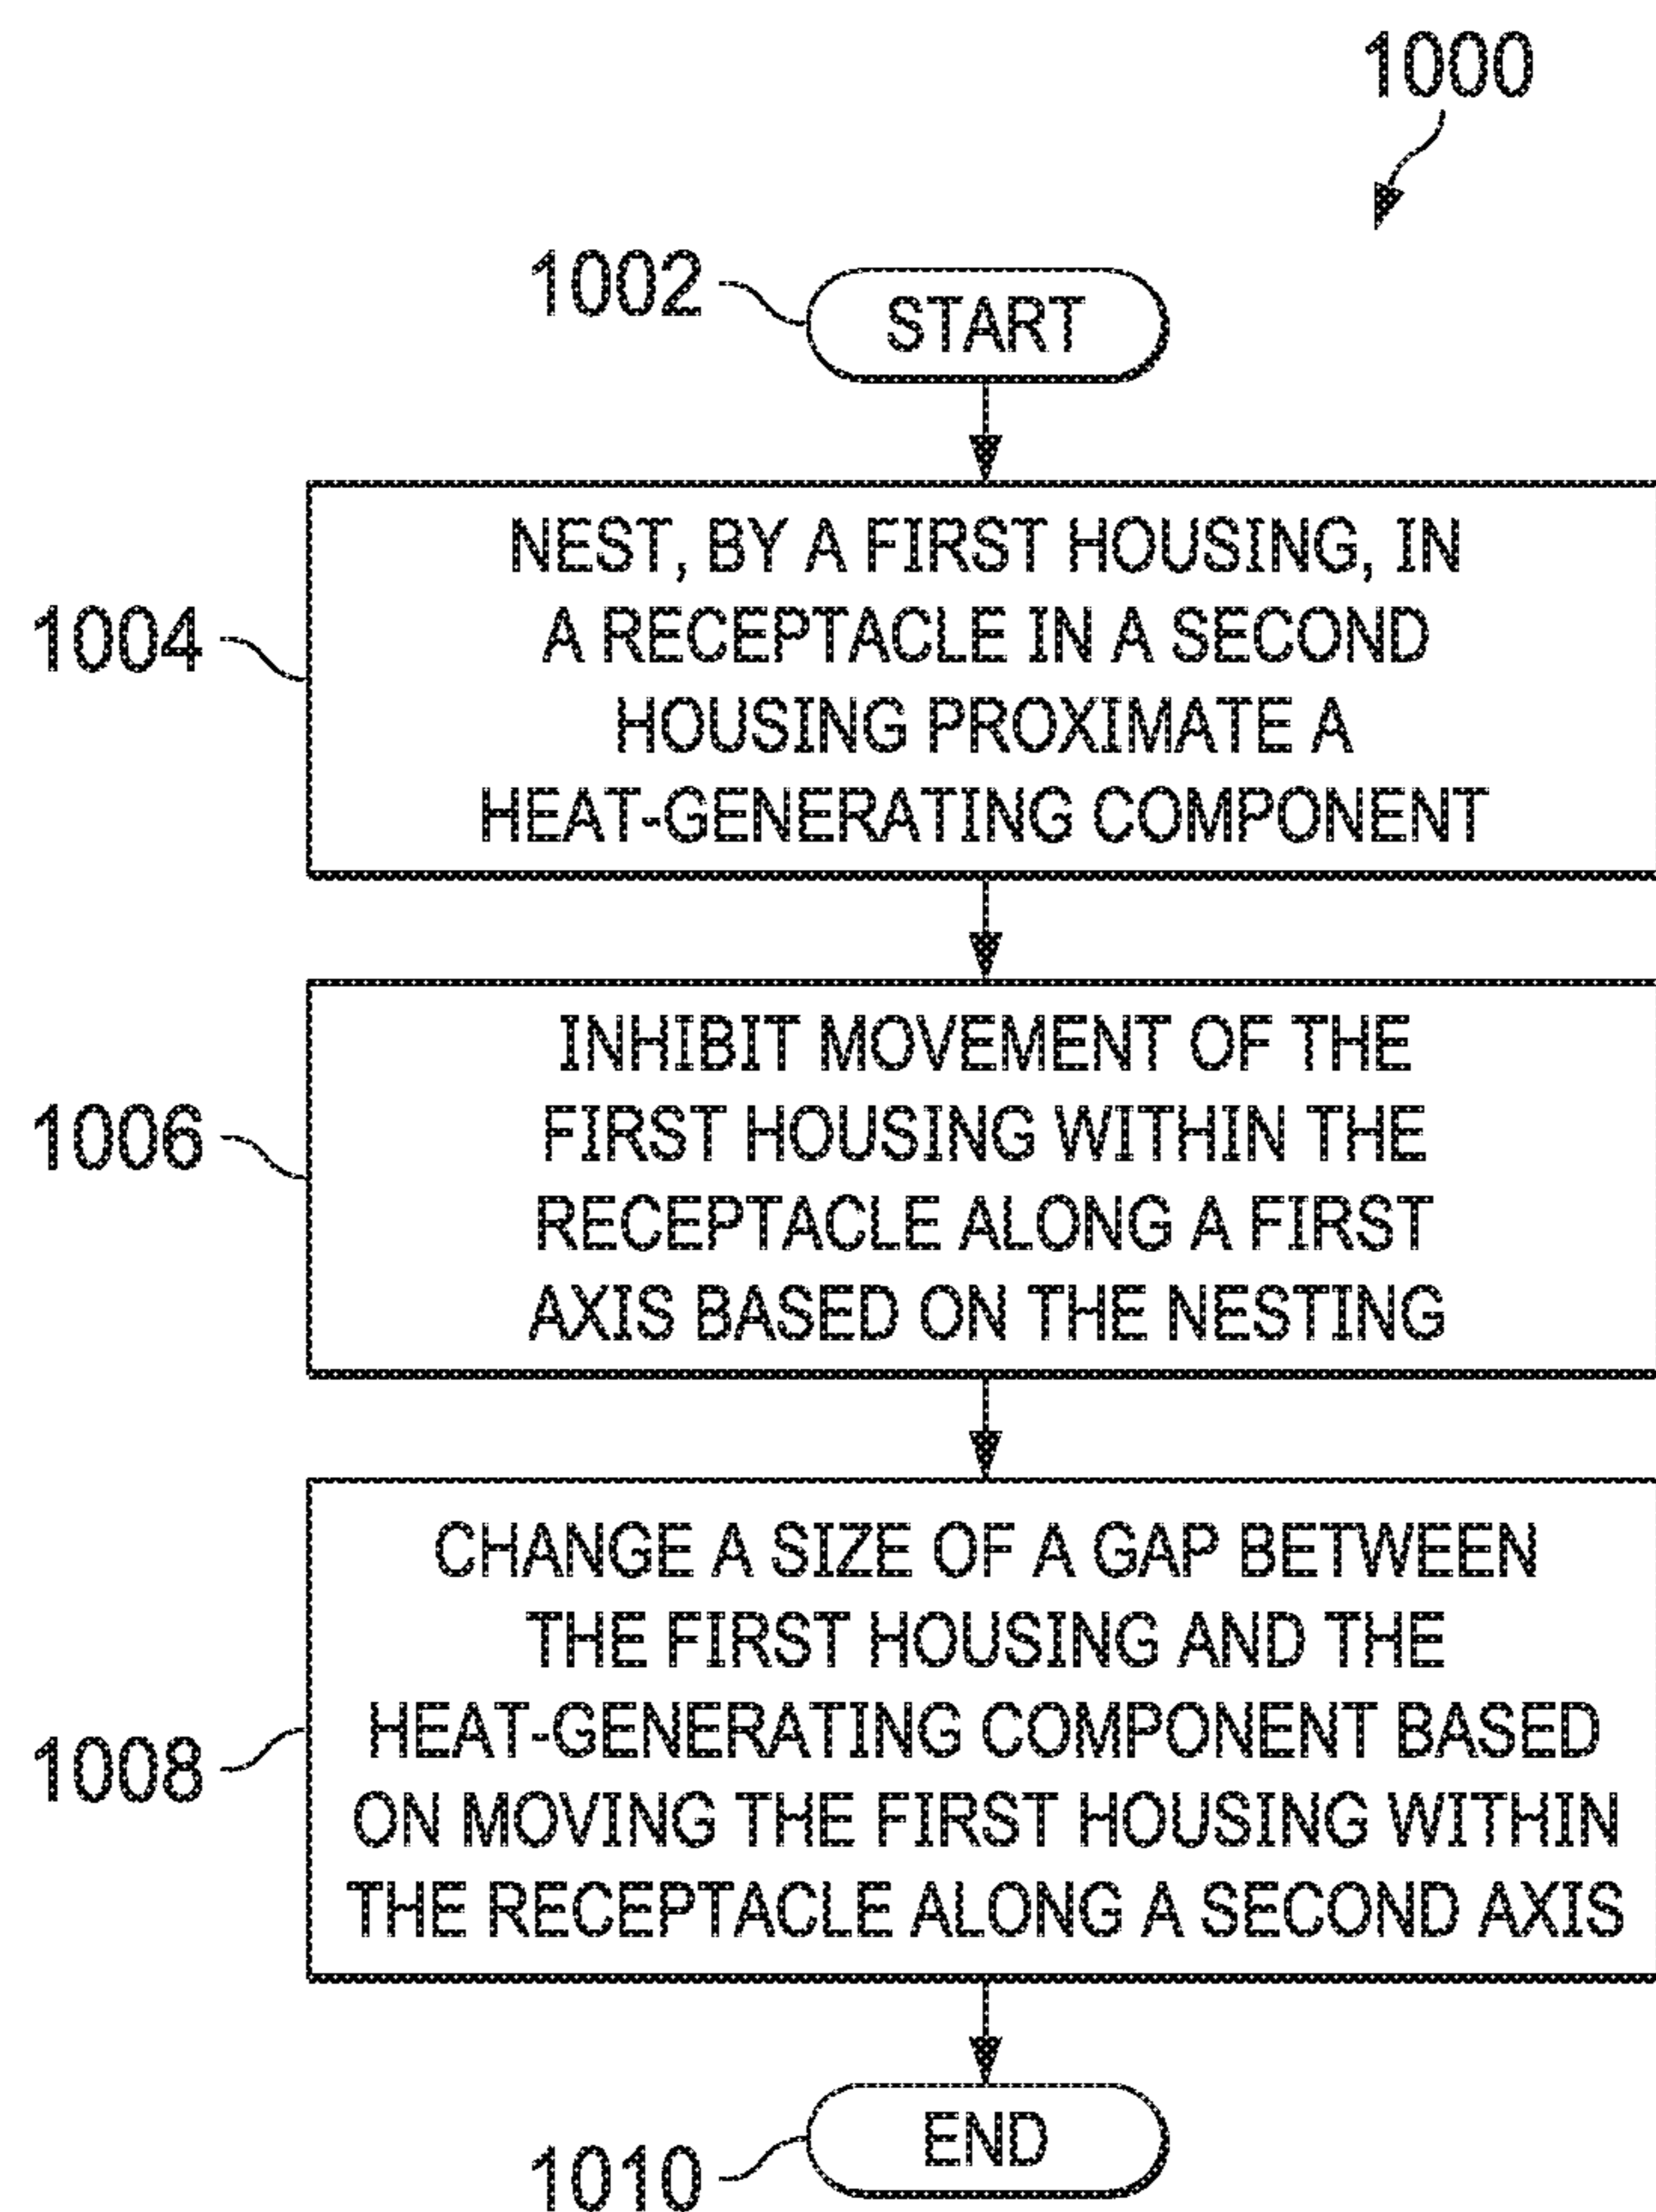 1000
1002
START
1004
NEST, BY A FIRST HOUSING, IN
A RECEPTACLE IN A SECOND
HOUSING PROXIMATE A
HEAT-GENERATING COMPONENT
1006
INHIBIT MOVEMENT OF THE
FIRST HOUSING WITHIN THE
RECEPTACLE ALONG A FIRST
AXIS BASED ON THE NESTING
1008
CHANGE A SIZE OF A GAP BETWEEN
THE FIRST HOUSING AND THE
HEAT-GENERATING COMPONENT BASED
ON MOVING THE FIRST HOUSING WITHIN
THE RECEPTACLE ALONG A SECOND AXIS
1010
END